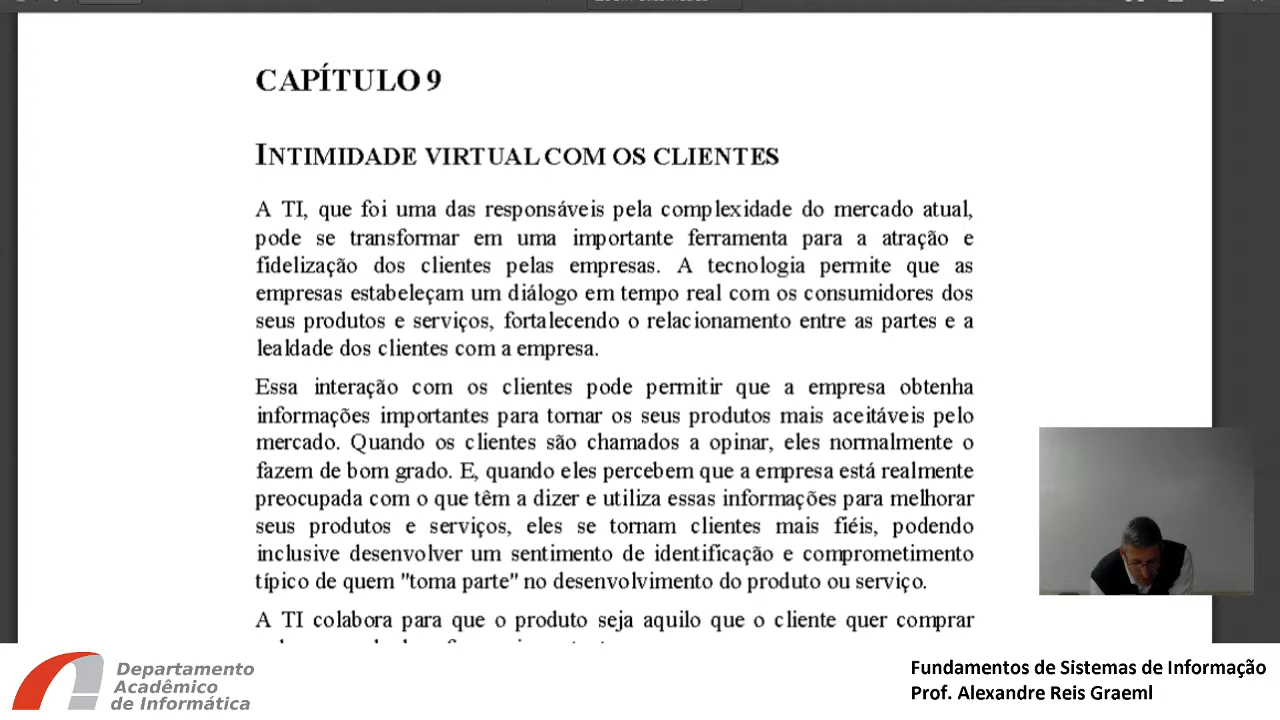 CAPÍTULO 9
INTIMIDADE VIRTUAL COM OS CLIENTES
A TI, que foi uma das responsáveis pela complexidade do mercado atual,
pode se transformar em uma importante ferramenta para a atração e
fidelização dos clientes pelas empresas. A tecnologia permite que as
empresas estabeleçam um diálogo em tempo real com os consumidores dos
seus produtos e serviços, fortalecendo o relacionamento entre as partes e a
lealdade dos clientes com a empresa.
Essa interação com os clientes pode permitir que a empresa obtenha
informações importantes para tornar os seus produtos mais aceitáveis pelo
mercado. Quando os clientes são chamados a opinar, eles normalmente o
fazem de bom grado. E, quando eles percebem que a empresa está realmente
preocupada com o que têm a dizer e utiliza essas informações para melhorar
seus produtos e serviços, eles se tornam clientes mais fiéis, podendo
inclusive desenvolver um sentimento de identificação e comprometimento
típico de quem "toma parte" no desenvolvimento do produto ou serviço.
A TI colabora para que o produto seja aquilo que o cliente quer comprar
Departamento
Acadêmico
de Informática
Fundamentos de Sistemas de Informação
Prof. Alexandre Reis Graeml